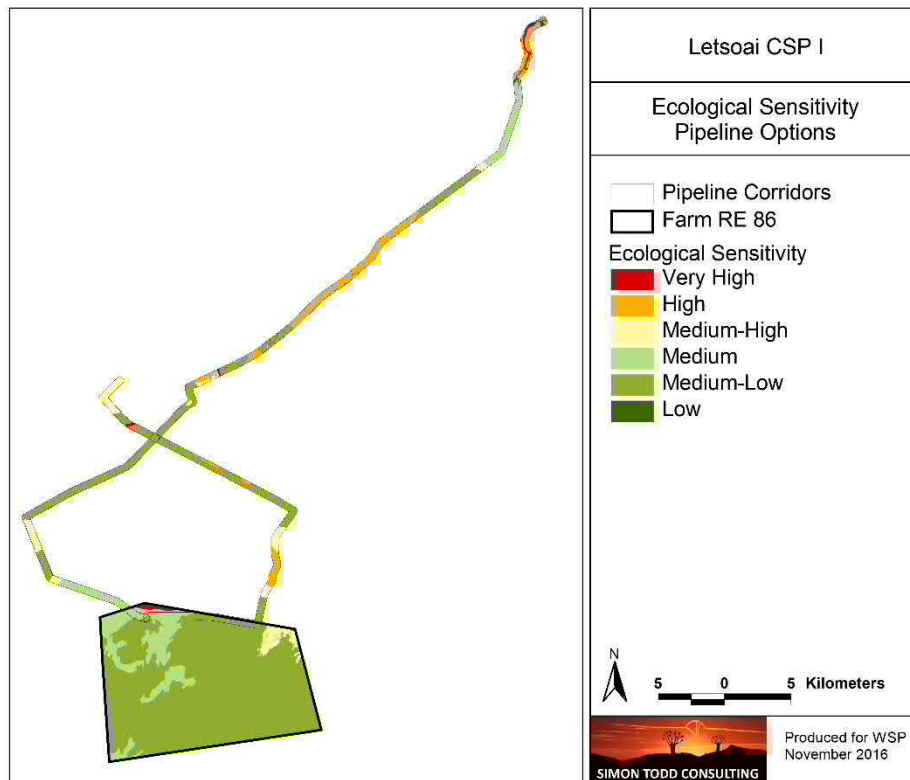 Letsoai CSP I
Ecological Sensitivity
Pipeline Options
Pipeline Corridors
Farm RE 86
Ecological Sensitivity
Very High
High
Medium-High
Medium
Medium-Low
Low
N
5 0 5 Kilometers
SIMON TODD CONSULTING
Produced for WSP
November 2016